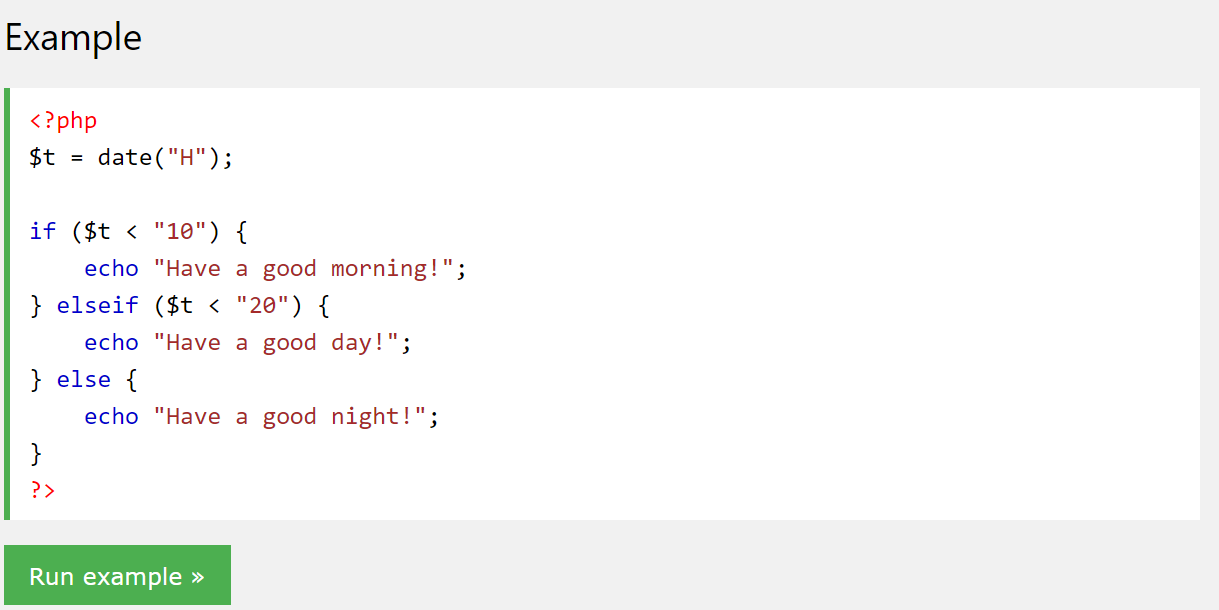 Example
<?php
$t = date("H");

if ($t < "10") {
    echo "Have a good morning!";
} elseif ($t < "20") {
    echo "Have a good day!";
} else {
    echo "Have a good night!";
}
?>
Run example »